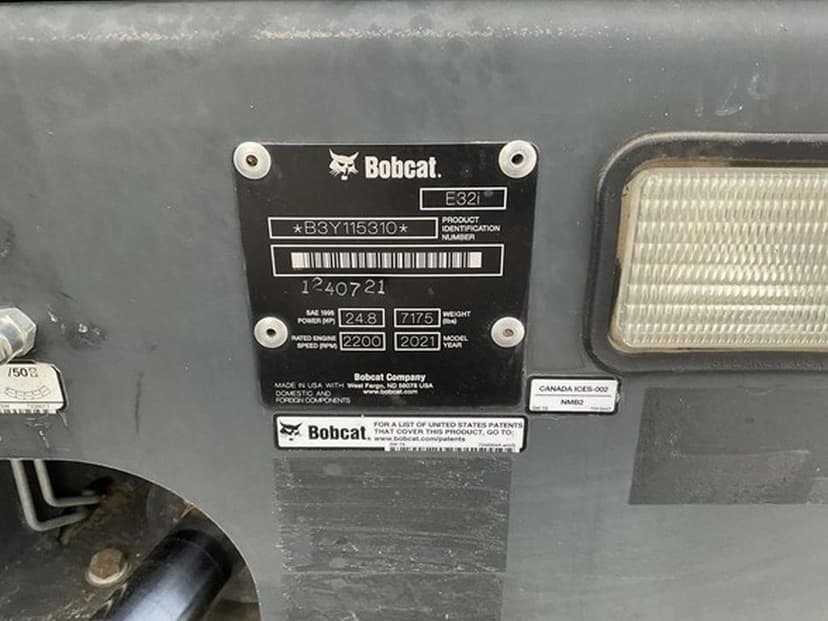 Bobcat.
E32i
*B3Y115310*
PRODUCT IDENTIFICATION NUMBER
1240721
SAE 1995 POWER (HP) 24.8 7175 WEIGHT (lbs)
RATED ENGINE SPEED (RPM) 2200 2021 MODEL YEAR
Bobcat Company
MADE IN USA WITH West Fargo, ND 58078 USA
DOMESTIC AND www.bobcat.com
FOREIGN COMPONENTS
/50
CANADA ICES-002
NMB2
Bobcat.
FOR A LIST OF UNITED STATES PATENTS
THAT COVER THIS PRODUCT, GO TO:
www.bobcat.com/patents